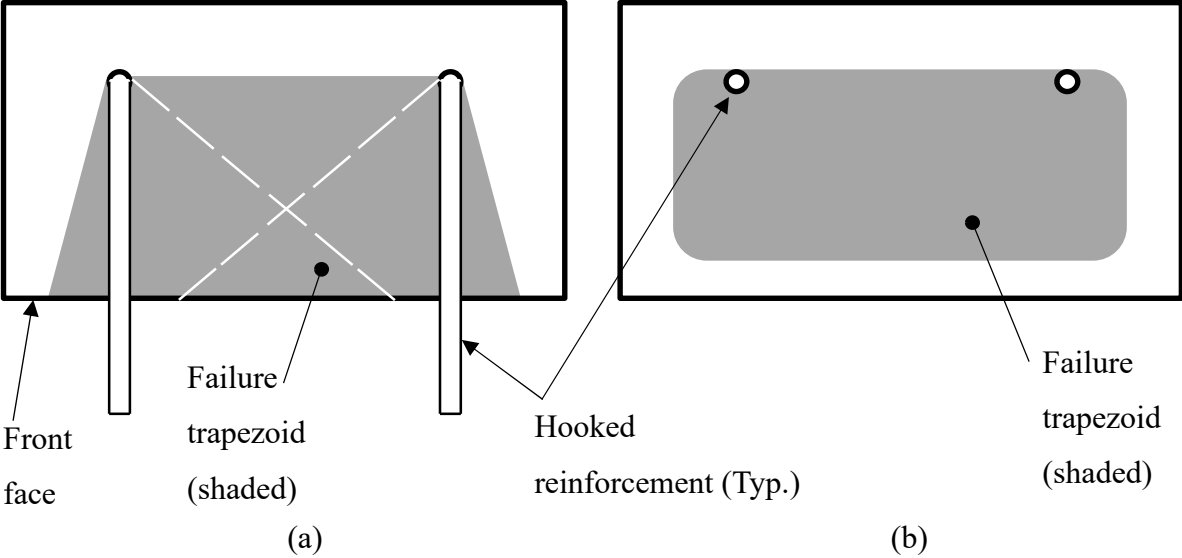 Front
face
Failure
trapezoid
(shaded)
Hooked
reinforcement (Typ.)
Failure
trapezoid
(shaded)
(a)
(b)